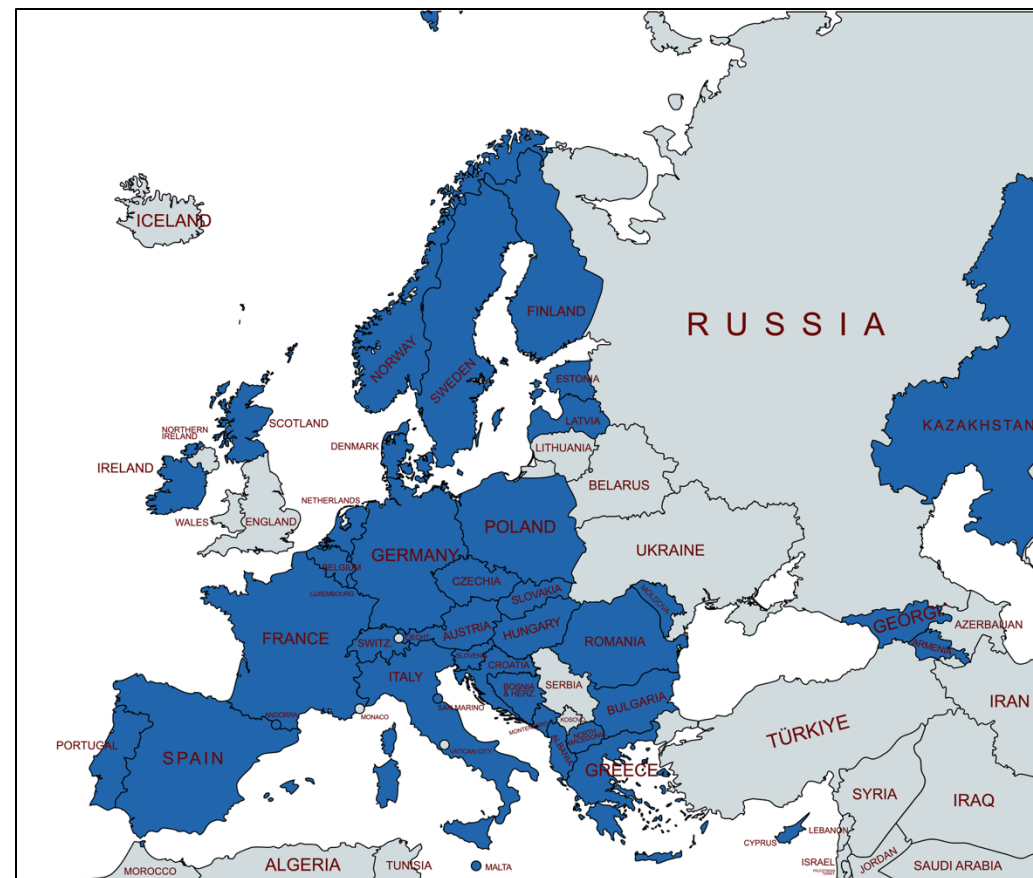 ICELAND
RUSSIA
FINLAND
NORWAY
SWEDEN
ESTONIA
LATVIA
LITHUANIA
BELARUS
KAZAKHSTAN
SCOTLAND
NORTHERN
IRELAND
IRELAND
WALES
ENGLAND
DENMARK
NETHERLANDS
BELGIUM
LUXEMBOURG
GERMANY
POLAND
UKRAINE
CZECHIA
SLOVAKIA
MOLDOVA
FRANCE
SWITZ.
LIECHT.
AUSTRIA
HUNGARY
ROMANIA
SLOVENIA
CROATIA
ITALY
BOSNIA
& HERZ.
SERBIA
BULGARIA
GEORGI
AZERBAIJAN
ARMENIA
ANDORRA
MONACO
SAN MARINO
MONTENEGRO
KOSOVO
NORTH
MACEDONIA
ALBANIA
VATICAN CITY
PORTUGAL
SPAIN
GREECE
TÜRKIYE
IRAN
SYRIA
IRAQ
CYPRUS
LEBANON
ISRAEL
JORDAN
SAUDI ARABIA
MOROCCO
ALGERIA
TUNISIA
MALTA